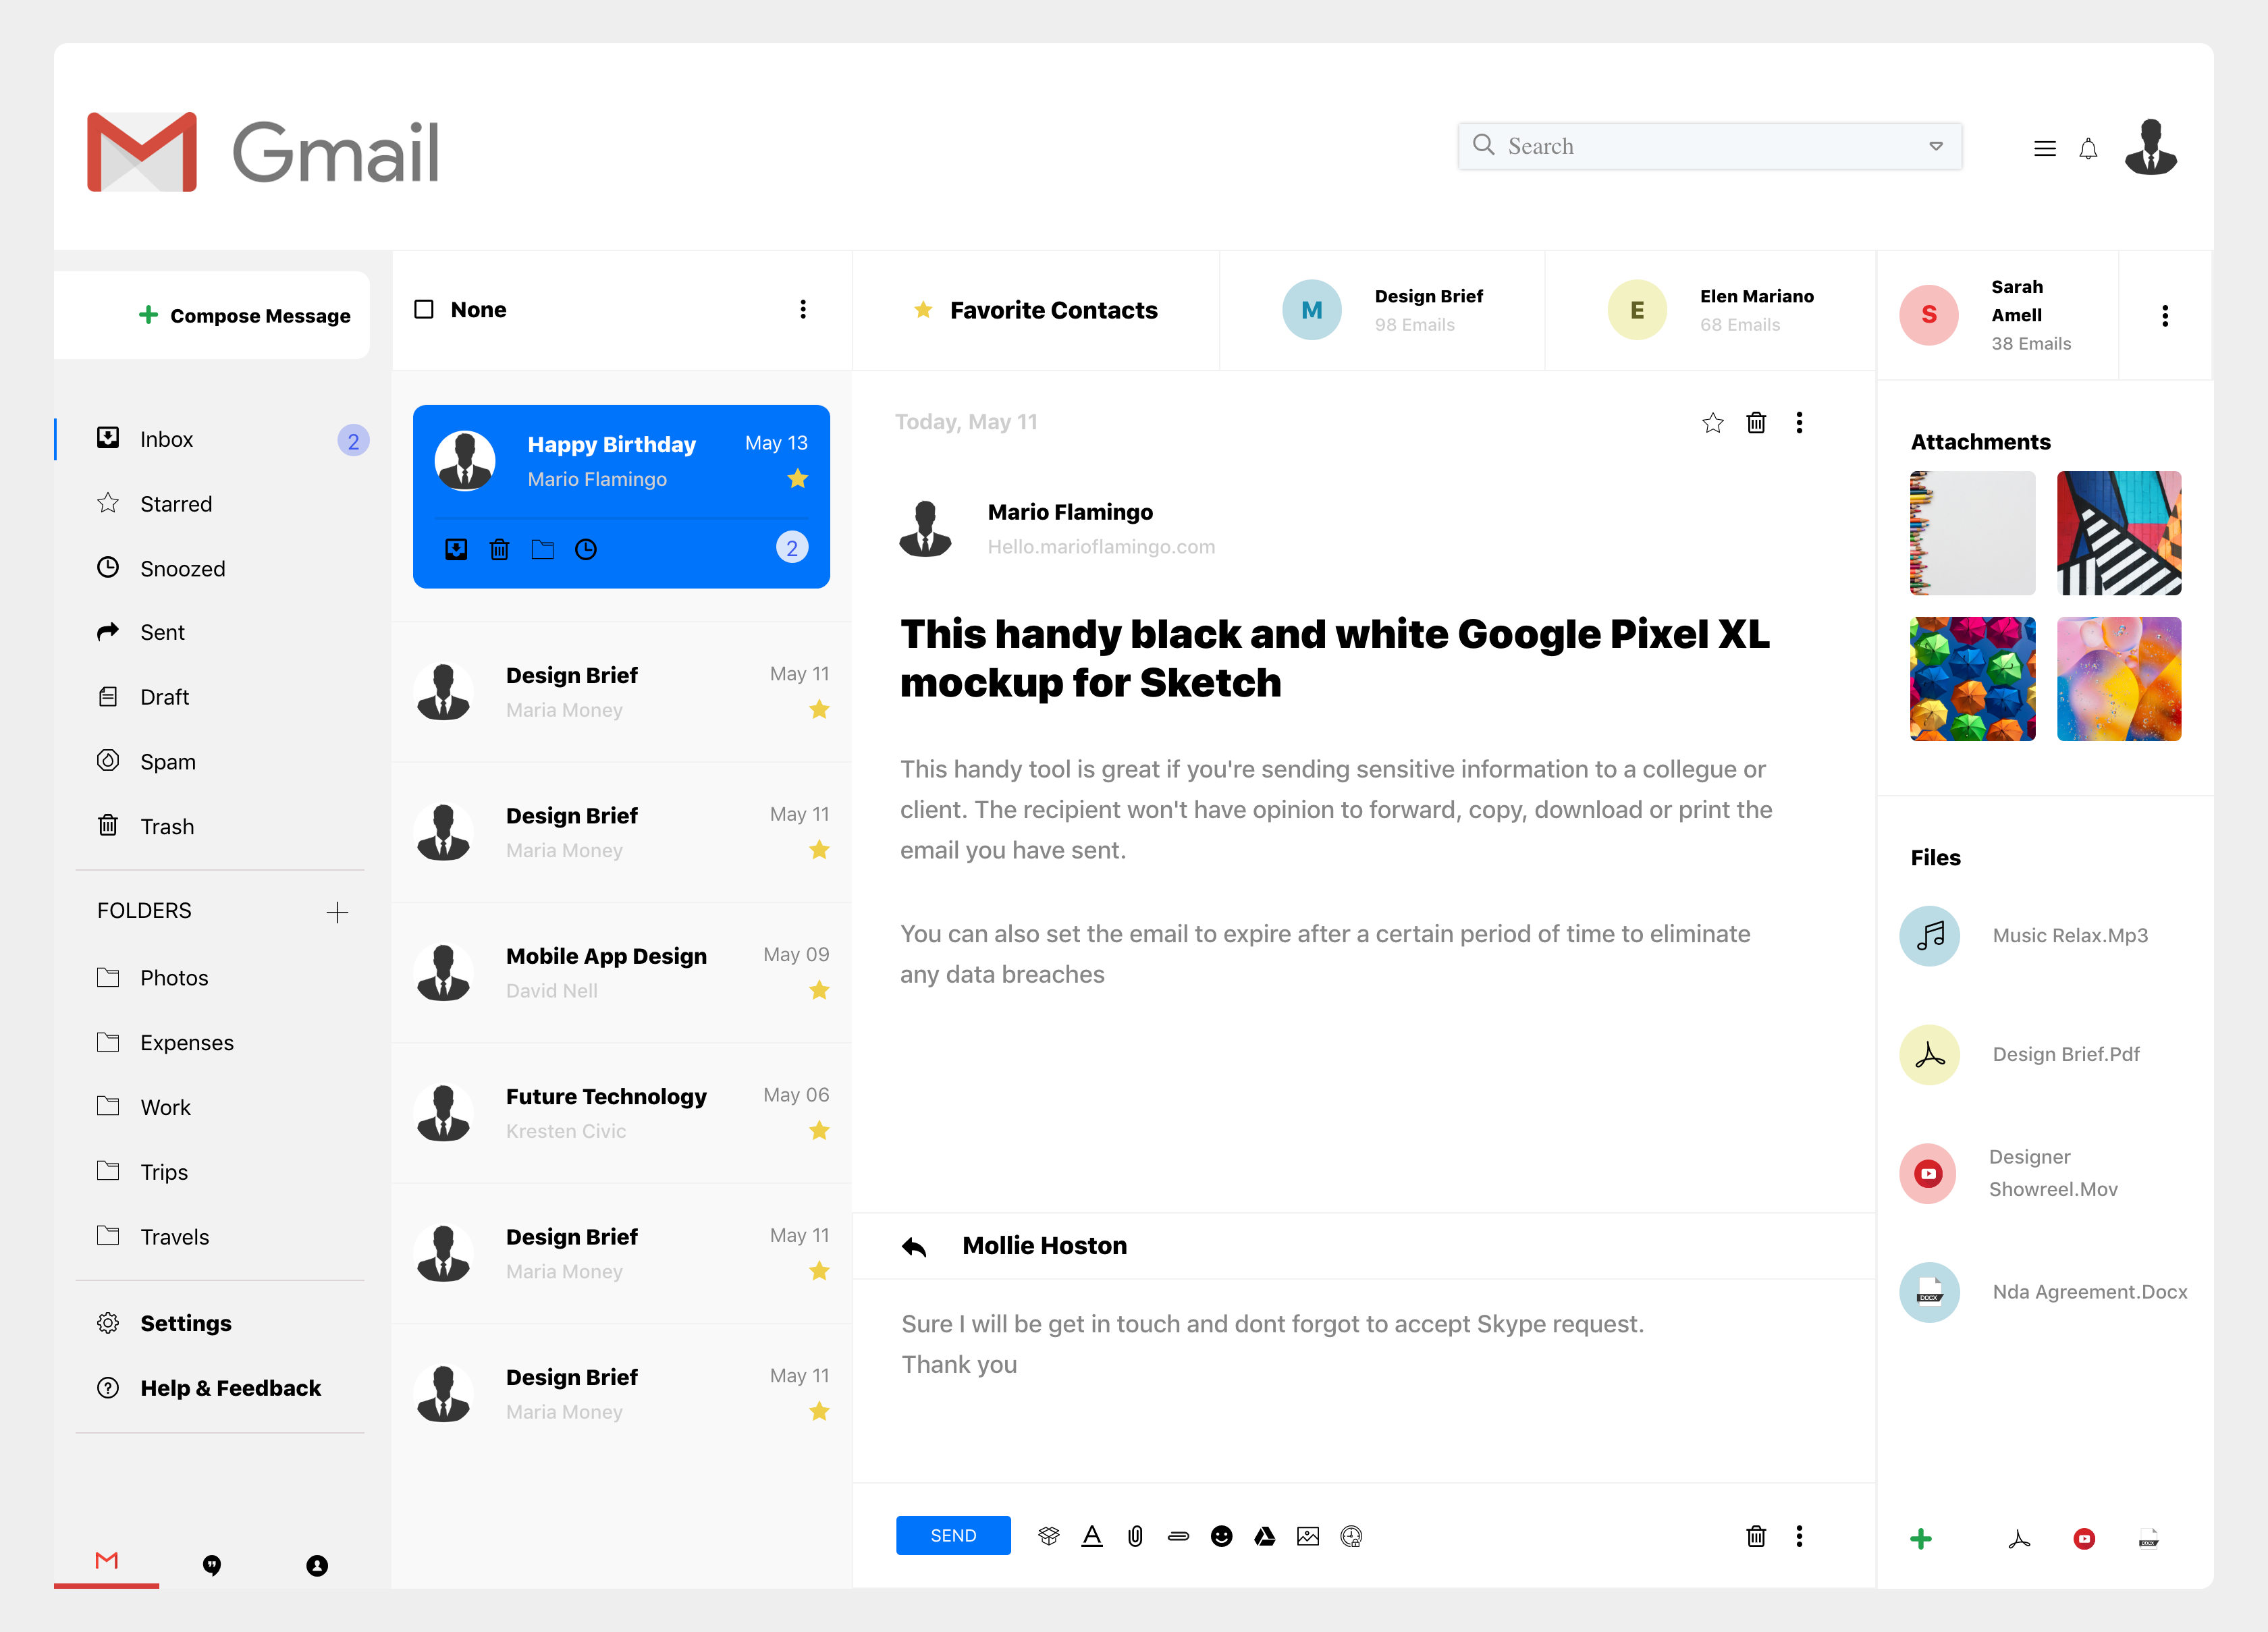 Gmail
Search
Compose Message
Inbox
2
Starred
Snoozed
Sent
Draft
Spam
Trash
FOLDERS
Photos
Expenses
Work
Trips
Travels
Settings
Help & Feedback
None
Happy Birthday
May 13
Mario Flamingo
2
Design Brief
May 11
Maria Money
Design Brief
May 11
Maria Money
Mobile App Design
May 09
David Nell
Future Technology
May 06
Kresten Civic
Design Brief
May 11
Maria Money
Design Brief
May 11
Maria Money
Favorite Contacts
M
Design Brief
98 Emails
E
Elen Mariano
68 Emails
S
Sarah
Amell
38 Emails
Today, May 11
Mario Flamingo
Hello.marioflamingo.com
This handy black and white Google Pixel XL
mockup for Sketch
This handy tool is great if you're sending sensitive information to a collegue or
client. The recipient won't have opinion to forward, copy, download or print the
email you have sent.
You can also set the email to expire after a certain period of time to eliminate
any data breaches
Mollie Hoston
Sure I will be get in touch and dont forgot to accept Skype request.
Thank you
SEND
Attachments
Files
Music Relax.Mp3
Design Brief.Pdf
Designer
Showreel.Mov
DOCX
Nda Agreement.Docx
DOCX